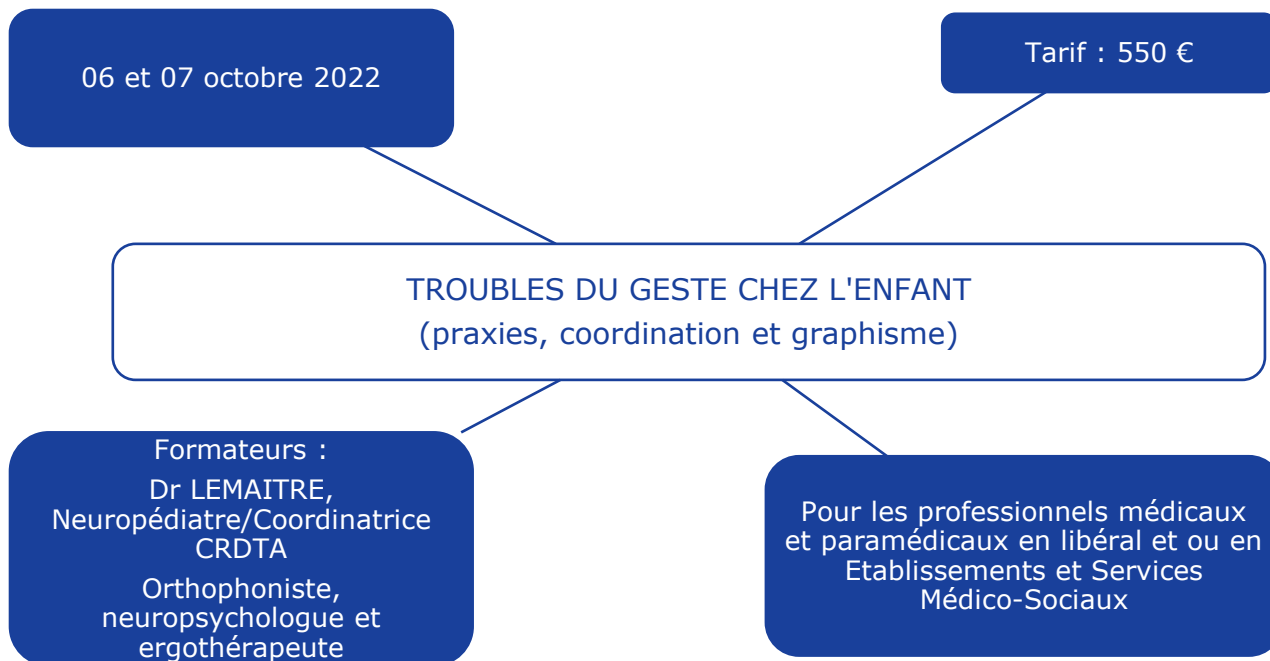 06 et 07 octobre 2022
Tarif : 550 €
TROUBLES DU GESTE CHEZ L'ENFANT
(praxies, coordination et graphisme)
Formateurs :
Dr LEMAITRE,
Neuropédiatre/Coordinatrice
CRDTA
Orthophoniste,
neuropsychologue et
ergothérapeute
Pour les professionnels médicaux
et paramédicaux en libéral et ou en
Etablissements et Services
Médico-Sociaux